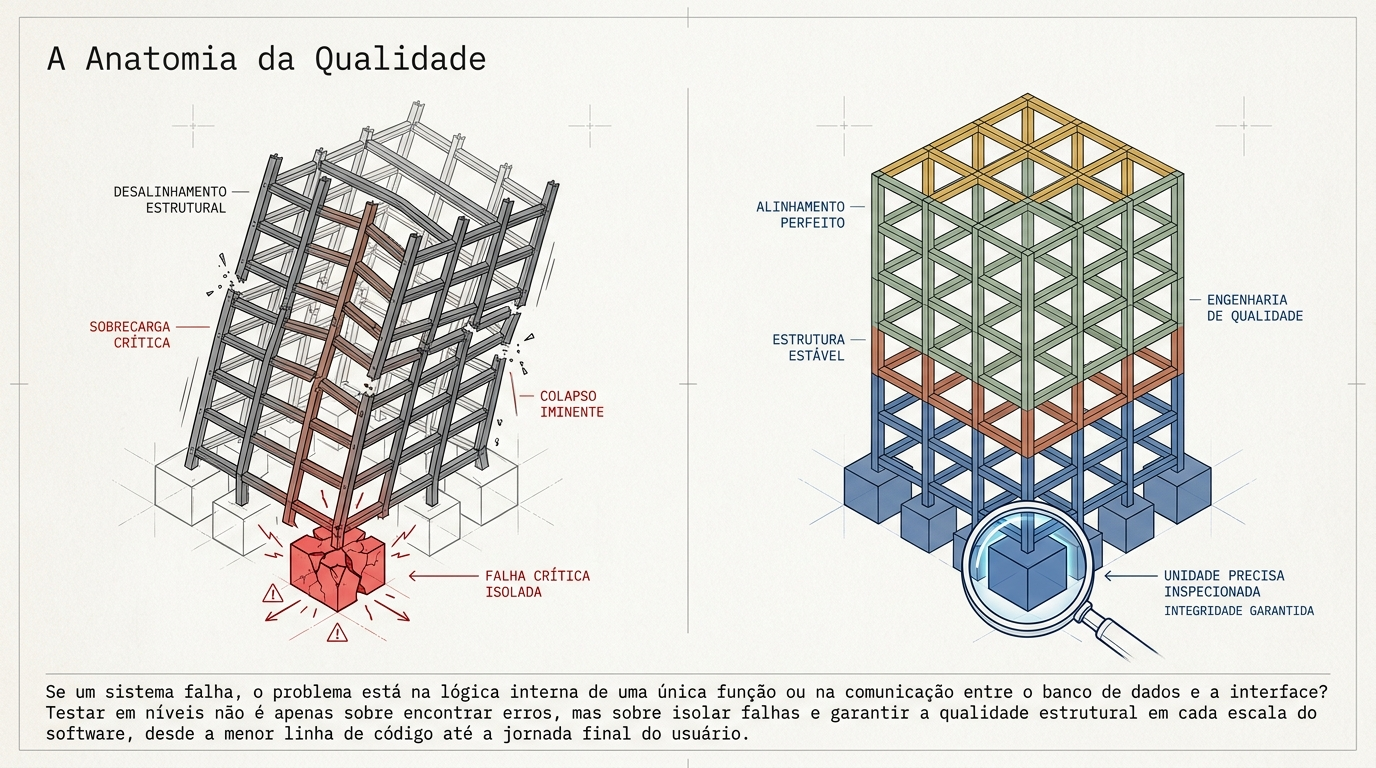 A Anatomia da Qualidade
DESALINHAMENTO
ESTRUTURAL
SOBRECARGA
CRÍTICA
COLAPSO
IMINENTE
FALHA CRÍTICA
ISOLADA
ALINHAMENTO
PERFEITO
ESTRUTURA
ESTÁVEL
ENGENHARIA
DE QUALIDADE
UNIDADE PRECISA
INSPECIONADA
INTEGRIDADE GARANTIDA
Se um sistema falha, o problema está na lógica interna de uma única função ou na comunicação entre o banco de dados e a interface?
Testar em níveis não é apenas sobre encontrar erros, mas sobre isolar falhas e garantir a qualidade estrutural em cada escala do
software, desde a menor linha de código até a jornada final do usuário.